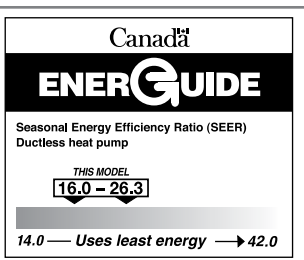 Canada
ENERGUIDE
Seasonal Energy Efficiency Ratio (SEER)
Ductless heat pump
THIS MODEL
16.0 – 26.3
14.0 — Uses least energy → 42.0